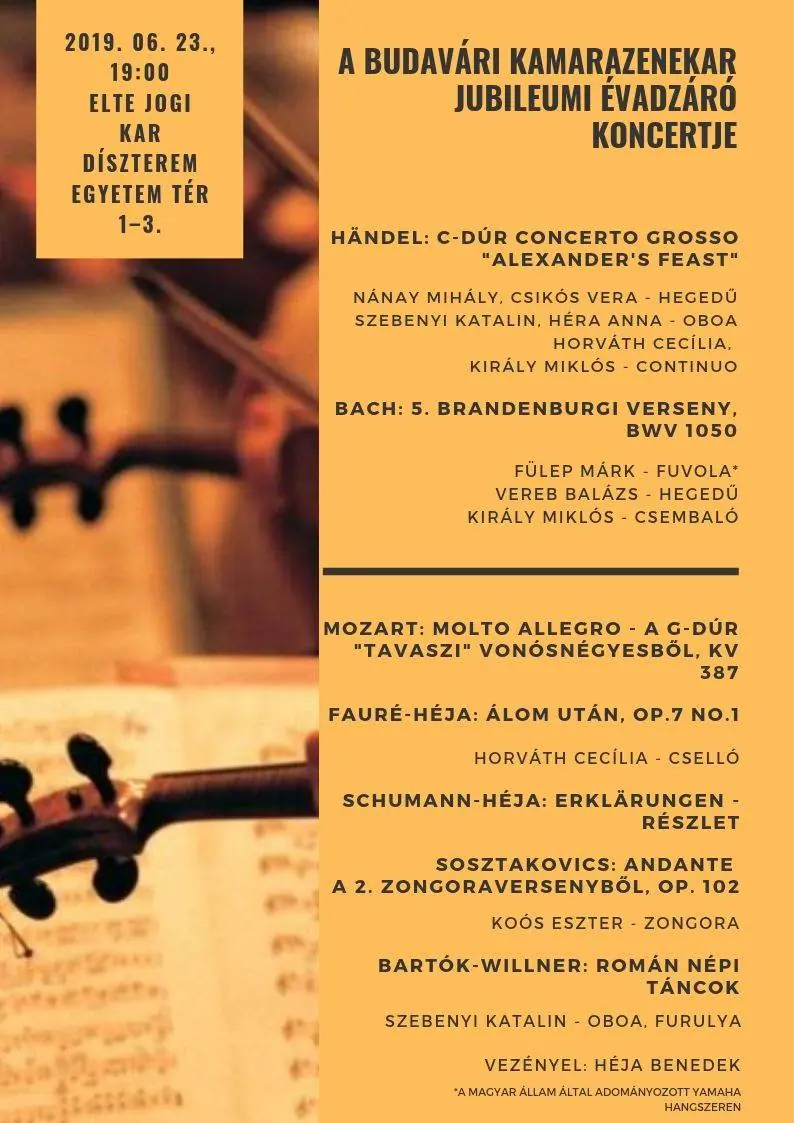 2019. 06. 23.,
19:00
ELTE JOGI
KAR
DÍSZTEREM
EGYETEM TÉR
1–3.
A BUDAVÁRI KAMARAZENEKAR
JUBILEUMI ÉVADZÁRÓ
KONCERTJE
HÄNDEL: C-DÚR CONCERTO GROSSO
"ALEXANDER'S FEAST"
NÁNAY MIHÁLY, CSIKÓS VERA - HEGEDŰ
SZEBENYI KATALIN, HÉRA ANNA - OBOA
HORVÁTH CECÍLIA,
KIRÁLY MIKLÓS - CONTINUO
BACH: 5. BRANDENBURGI VERSENY,
BWV 1050
FÜLEP MÁRK - FUVOLA*
VEREB BALÁZS - HEGEDŰ
KIRÁLY MIKLÓS - CSEMBALÓ
MOZART: MOLTO ALLEGRO - A G-DÚR
"TAVASZI" VONÓSNÉGYESBŐL, KV
387
FAURÉ-HÉJA: ÁLOM UTÁN, OP.7 NO.1
HORVÁTH CECÍLIA - CSELLÓ
SCHUMANN-HÉJA: ERKLÄRUNGEN -
RÉSZLET
SOSZTAKOVICS: ANDANTE
A 2. ZONGORAVERSENYBŐL, OP. 102
KOÓS ESZTER - ZONGORA
BARTÓK-WILLNER: ROMÁN NÉPI
TÁNCOK
SZEBENYI KATALIN - OBOA, FURULYA
VEZÉNYEL: HÉJA BENEDEK
*A MAGYAR ÁLLAM ÁLTAL ADOMÁNYOZOTT YAMAHA
HANGSZEREN